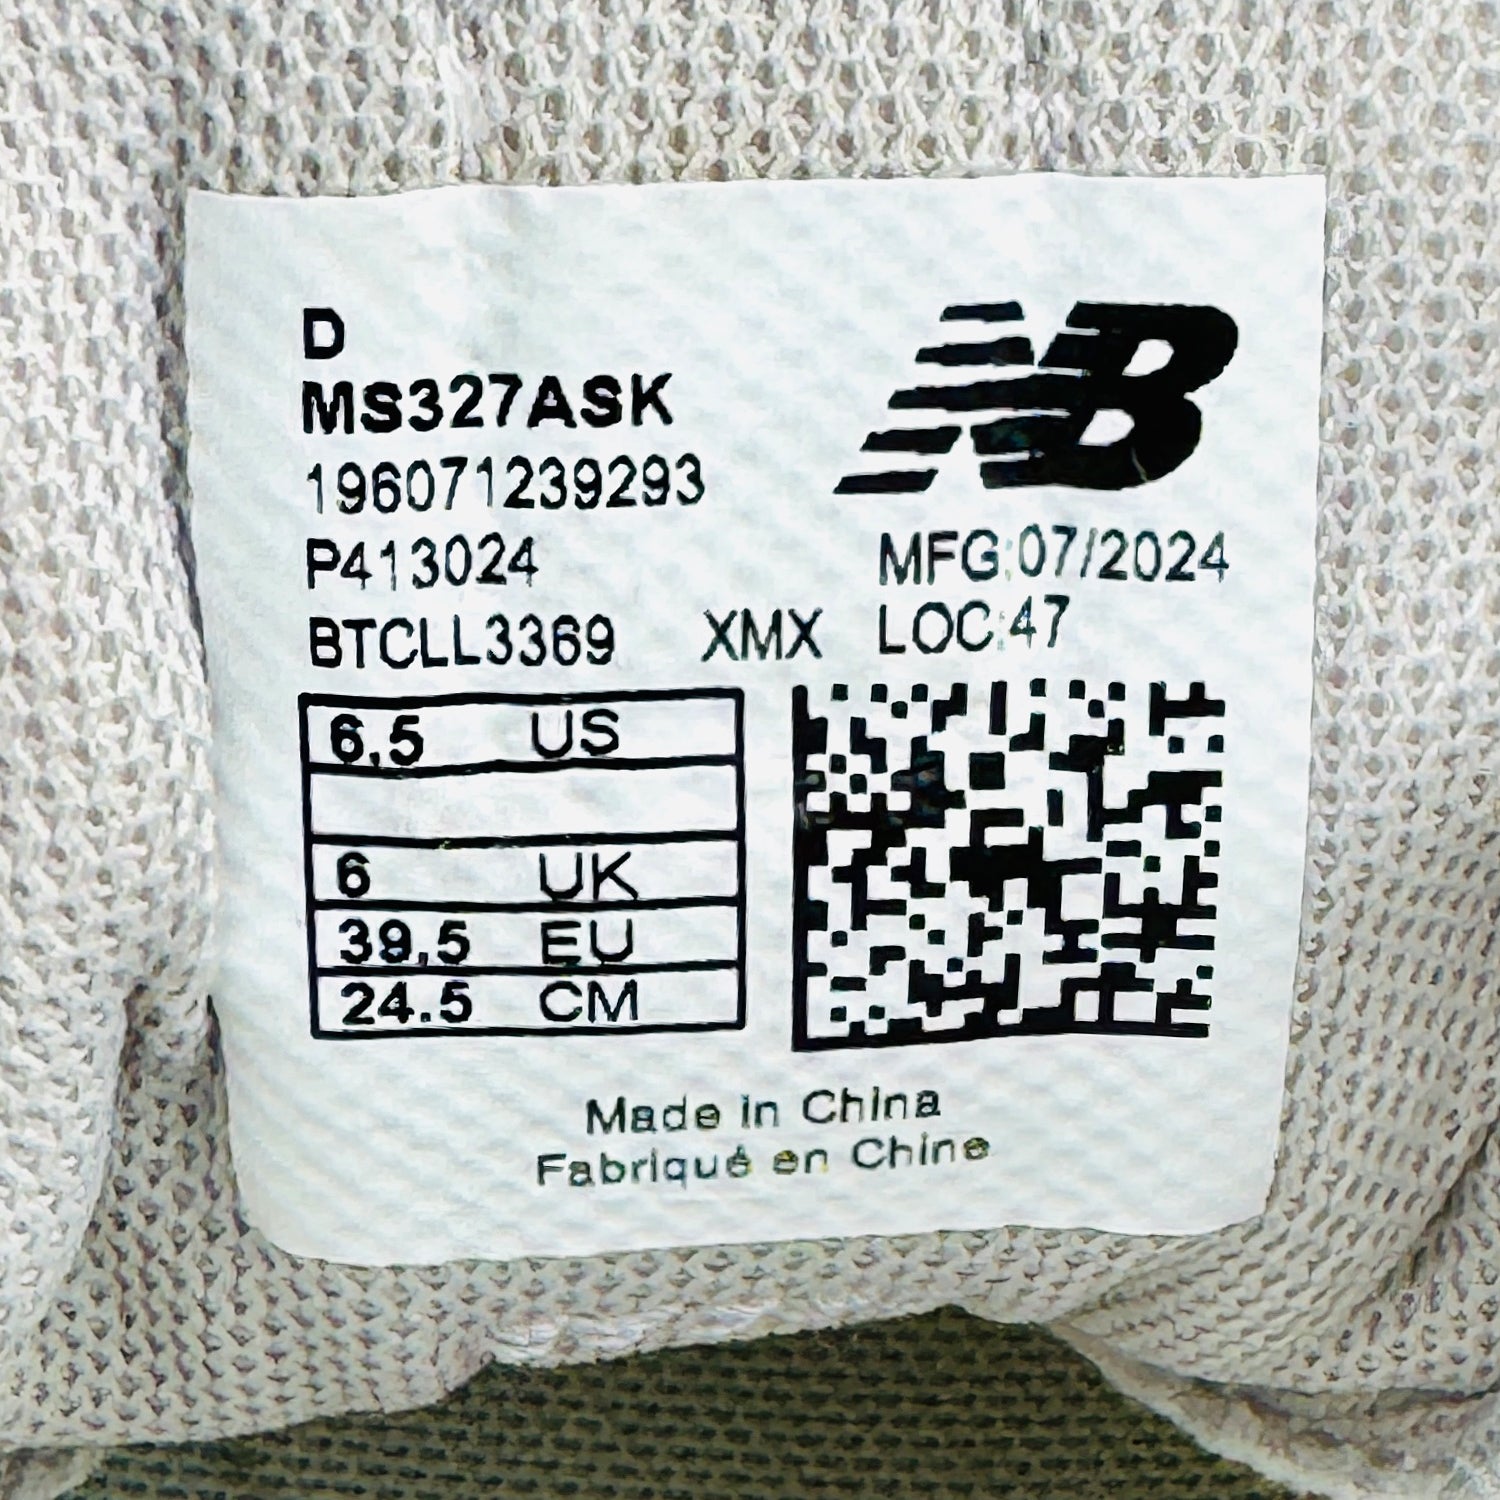 D
MS327ASK
196071239293
P413024
BTCLL3369 XMX
NB
MFG:07/2024
LOC:47
6.5 US
6 UK
39.5 EU
24.5 CM
Made in China
Fabriqué en Chine